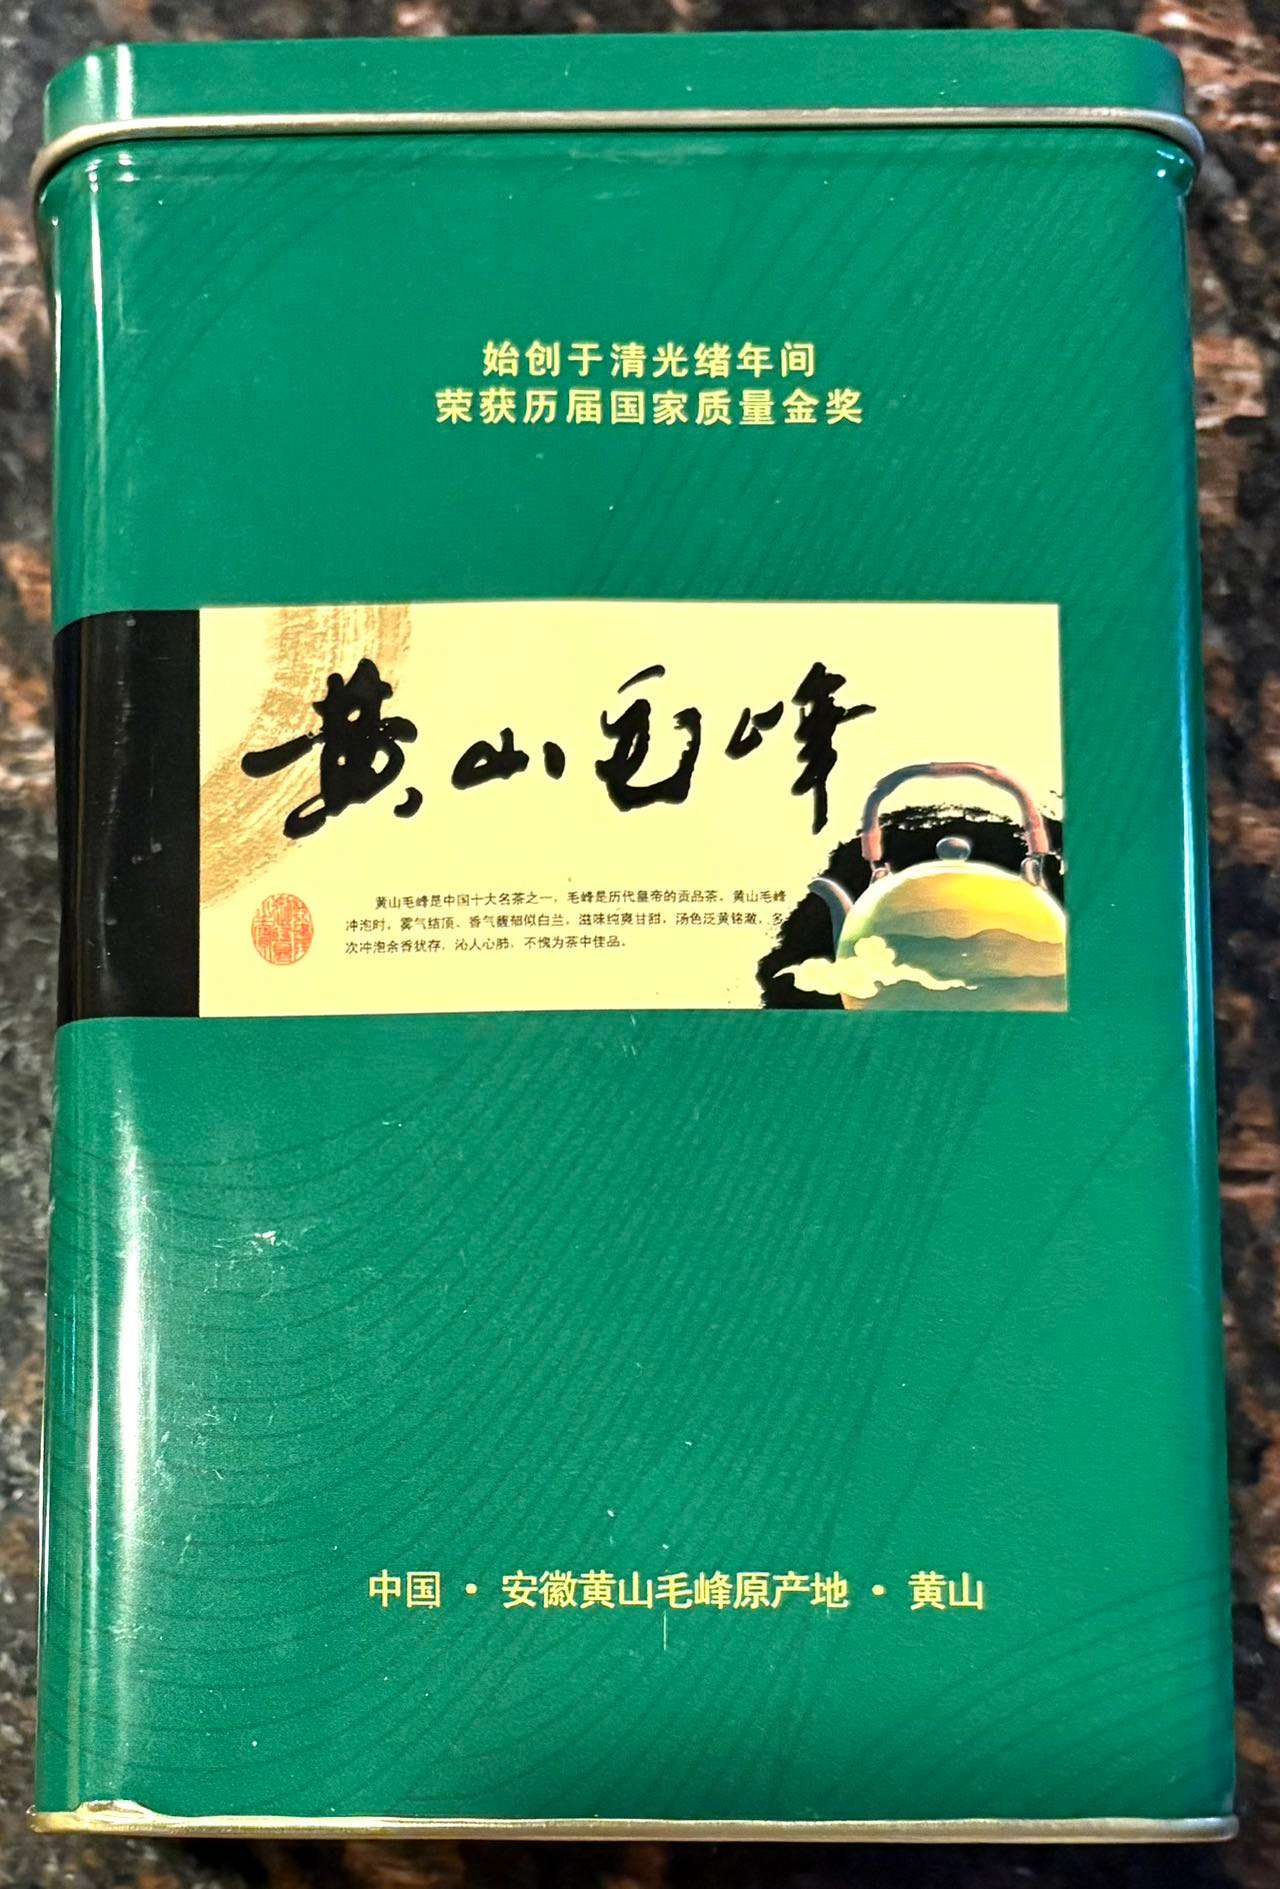 始创于清光绪年间
荣获历届国家质量金奖
黄山毛峰
黄山毛峰是中国十大名茶之一，毛峰是历代皇帝的贡品茶。黄山毛峰
冲泡时，雾气结顶，香气馥郁似白兰，滋味纯爽甘甜，汤色泛黄铭澈，多
次冲泡余香犹存，沁人心肺，不愧为茶中佳品。
中国 · 安徽黄山毛峰原产地 · 黄山